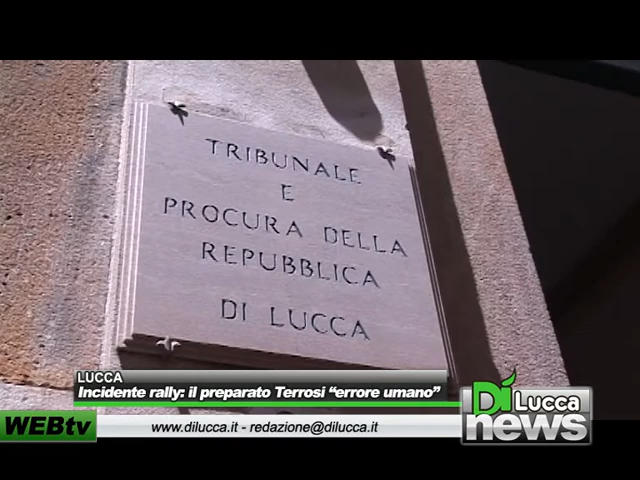 TRIBUNALE
E
PROCURA DELLA
REPUBBLICA
DI LUCCA
LUCCA
Incidente rally: il preparato Terrosi “errore umano”
WEBtv
www.dilucca.it - redazione@dilucca.it
Di LUCCA
news